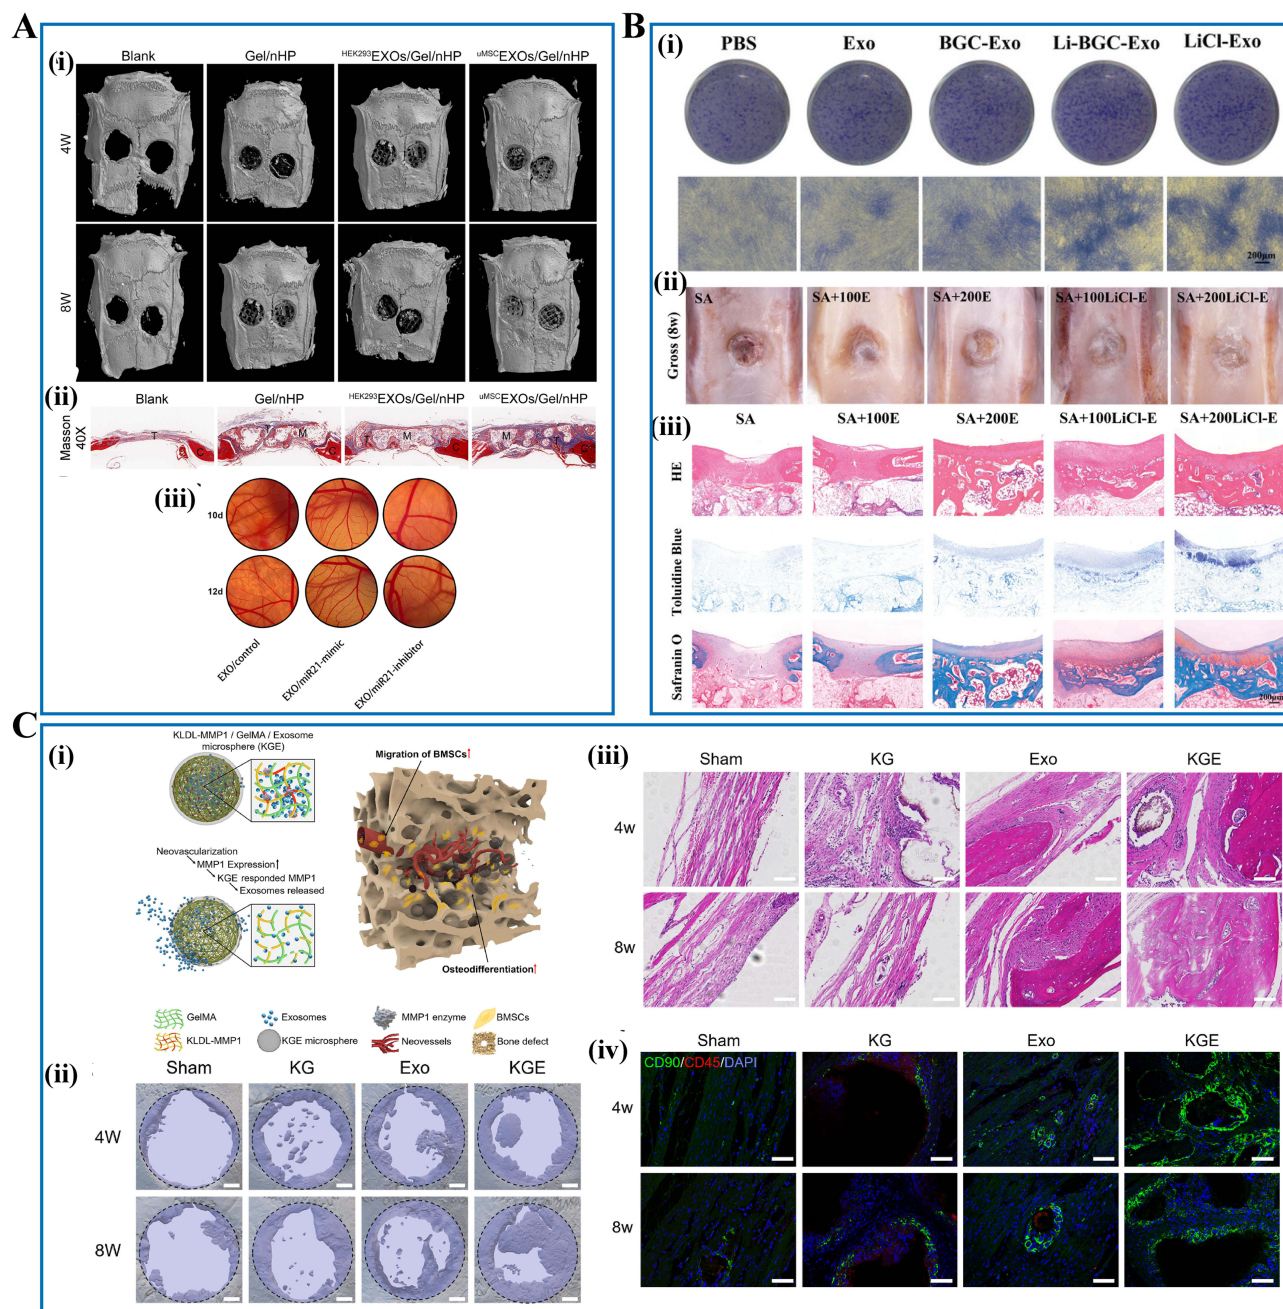 A
(i)
Blank
Gel/nHP
HEK293EXOs/Gel/nHP
uMSCEXOs/Gel/nHP
4W
8W
(ii)
Blank
Gel/nHP
HEK293EXOs/Gel/nHP
uMSCEXOs/Gel/nHP
Masson
40X
T
C
T
M
C
T
M
C
M
T
C
(iii)
10d
12d
EXO/control
EXO/miR21-mimic
EXO/miR21-inhibitor
B
(i)
PBS
Exo
BGC-Exo
Li-BGC-Exo
LiCl-Exo
200μm
(ii)
Gross (8w)
SA
SA+100E
SA+200E
SA+100LiCl-E
SA+200LiCl-E
(iii)
SA
SA+100E
SA+200E
SA+100LiCl-E
SA+200LiCl-E
HE
Toluidine Blue
Safranin O
200μm
C
(i)
KLDL-MMP1 / GelMA / Exosome
microsphere (KGE)
Neovascularization
MMP1 Expression↑
KGE responded MMP1
Exosomes released
Migration of BMSCs↑
Osteodifferentiation↑
GelMA
Exosomes
MMP1 enzyme
BMSCs
KLDL-MMP1
KGE microsphere
Neovessels
Bone defect
(ii)
Sham
KG
Exo
KGE
4W
8W
(iii)
Sham
KG
Exo
KGE
4w
8w
(iv)
Sham
KG
Exo
KGE
CD90/CD45/DAPI
4w
8w